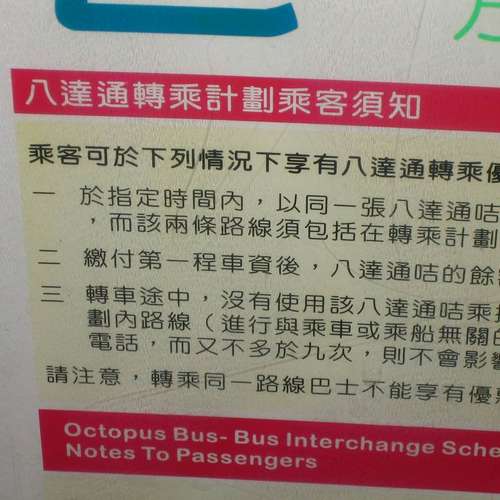 八達通轉乘計劃乘客須知
乘客可於下列情況下享有八達通轉乘優
一 於指定時間內，以同一張八達通咭
，而該兩條路線須包括在轉乘計劃
二 繳付第一程車資後，八達通咭的餘
三 轉車途中，沒有使用該八達通咭乘
劃內路線（進行與乘車或乘船無關的
電話，而又不多於九次，則不會影響
請注意，轉乘同一路線巴士不能享有優惠
Octopus Bus- Bus Interchange Sche
Notes To Passengers